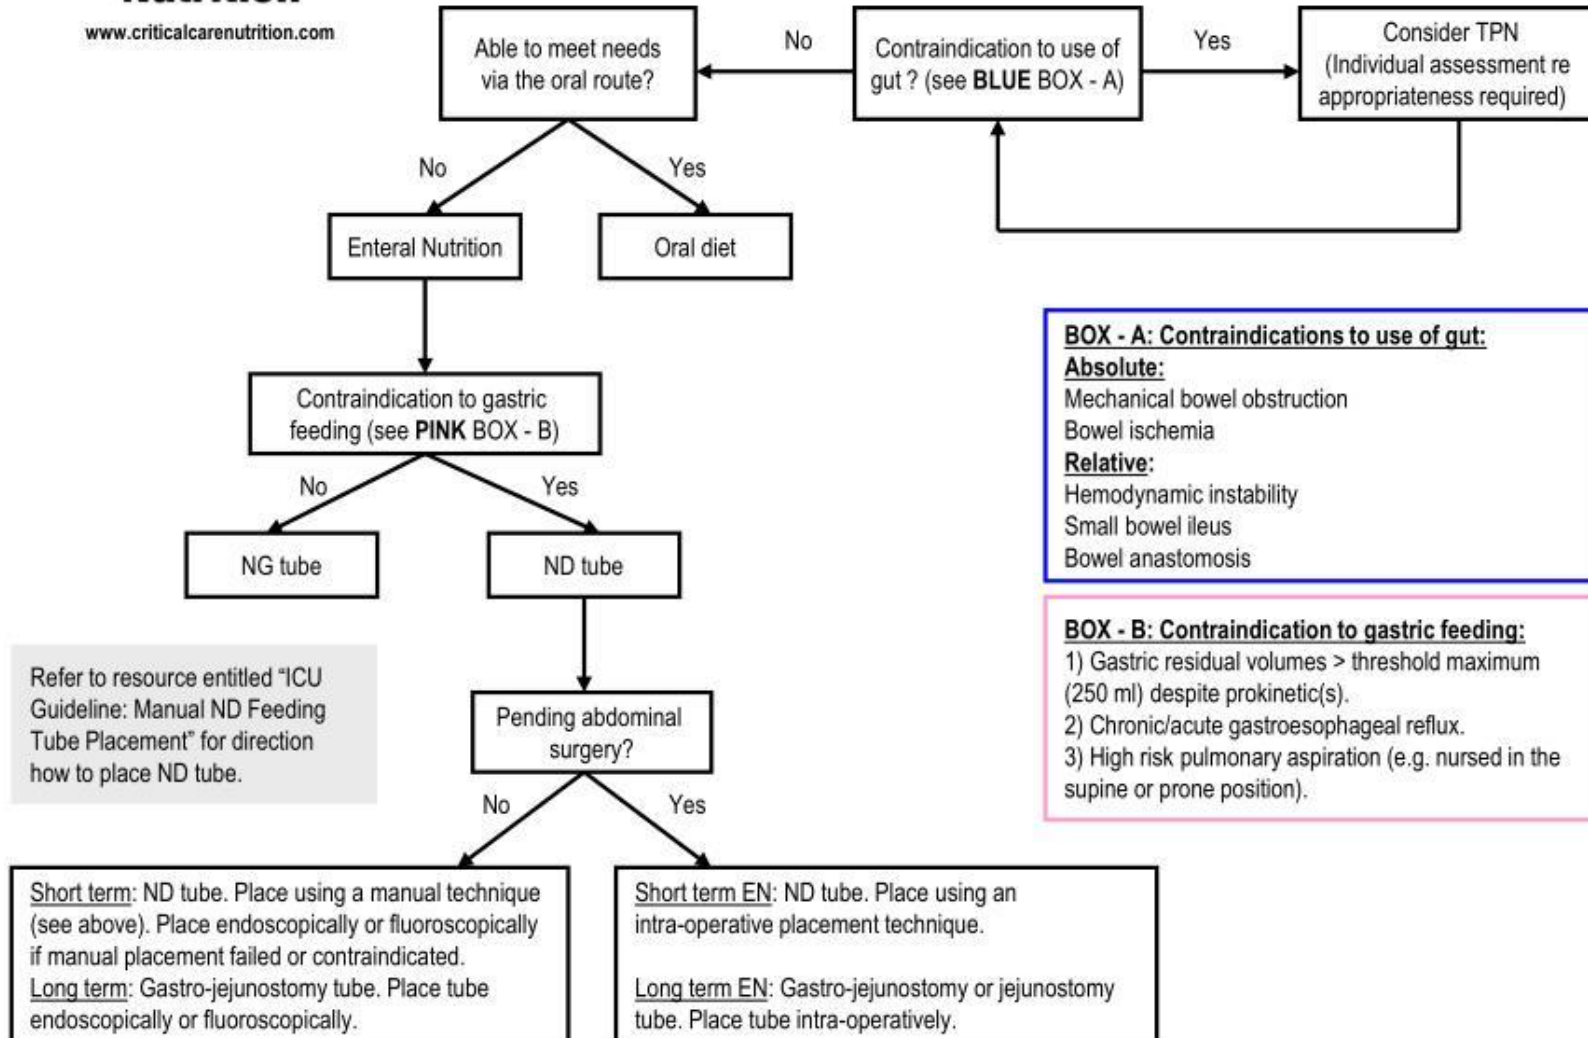 www.criticalcarenutrition.com
Able to meet needs
via the oral route?
No
Contraindication to use of
gut ? (see BLUE BOX - A)
Yes
Consider TPN
(Individual assessment re
appropriateness required)
No
Yes
Enteral Nutrition
Oral diet
Contraindication to gastric
feeding (see PINK BOX - B)
No
Yes
NG tube
ND tube
BOX - A: Contraindications to use of gut:
Absolute:
Mechanical bowel obstruction
Bowel ischemia
Relative:
Hemodynamic instability
Small bowel ileus
Bowel anastomosis
BOX - B: Contraindication to gastric feeding:
1) Gastric residual volumes > threshold maximum
(250 ml) despite prokinetic(s).
2) Chronic/acute gastroesophageal reflux.
3) High risk pulmonary aspiration (e.g. nursed in the
supine or prone position).
Refer to resource entitled “ICU
Guideline: Manual ND Feeding
Tube Placement” for direction
how to place ND tube.
Pending abdominal
surgery?
No
Yes
Short term: ND tube. Place using a manual technique
(see above). Place endoscopically or fluoroscopically
if manual placement failed or contraindicated.
Long term: Gastro-jejunostomy tube. Place tube
endoscopically or fluoroscopically.
Short term EN: ND tube. Place using an
intra-operative placement technique.
Long term EN: Gastro-jejunostomy or jejunostomy
tube. Place tube intra-operatively.